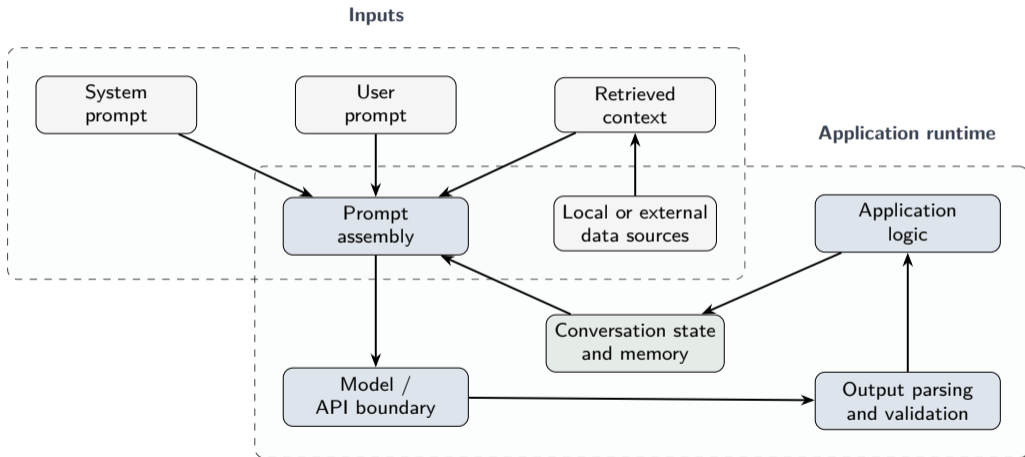 Inputs
System
prompt
User
prompt
Retrieved
context
Application runtime
Prompt
assembly
Local or external
data sources
Application
logic
Conversation state
and memory
Model /
API boundary
Output parsing
and validation